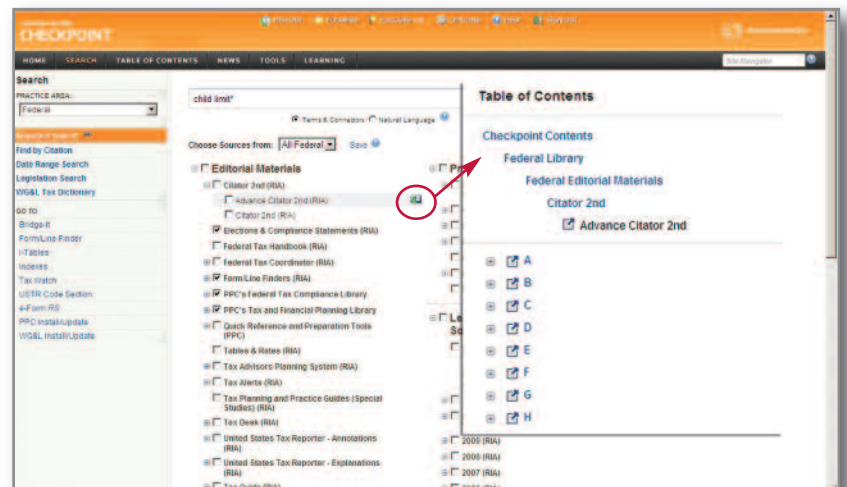 CHECKPOINT
HOME SEARCH TABLE OF CONTENTS NEWS TOOLS LEARNING
Site Navigator
Search
PRACTICE AREA:
Federal
Find by Citation
Date Range Search
Legislation Search
WG&L Tax Dictionary
GO TO
Bridge-It
Form/Line Finder
i-Tables
Indexes
Tax Watch
USTR Code Section
e-Form RS
PPC Install/Update
WG&L Install/Update
child limit*
Terms & Connectors Natural Language
Choose Sources from: All Federal Save
Editorial Materials
Citator 2nd (RIA)
Advance Citator 2nd (RIA)
Citator 2nd (RIA)
Elections & Compliance Statements (RIA)
Federal Tax Handbook (RIA)
Federal Tax Coordinator (RIA)
Form/Line Finders (RIA)
PPC's Federal Tax Compliance Library
PPC's Tax and Financial Planning Library
Quick Reference and Preparation Tools
(PPC)
Tables & Rates (RIA)
Tax Advisors Planning System (RIA)
Tax Alerts (RIA)
Tax Planning and Practice Guides (Special
Studies) (RIA)
Tax Desk (RIA)
United States Tax Reporter - Annotations
(RIA)
United States Tax Reporter - Explanations
(RIA)
Tax Guide (RIA)
Table of Contents
Checkpoint Contents
Federal Library
Federal Editorial Materials
Citator 2nd
Advance Citator 2nd
A
B
C
D
E
F
G
H
2009 (RIA)
2008 (RIA)
2007 (RIA)